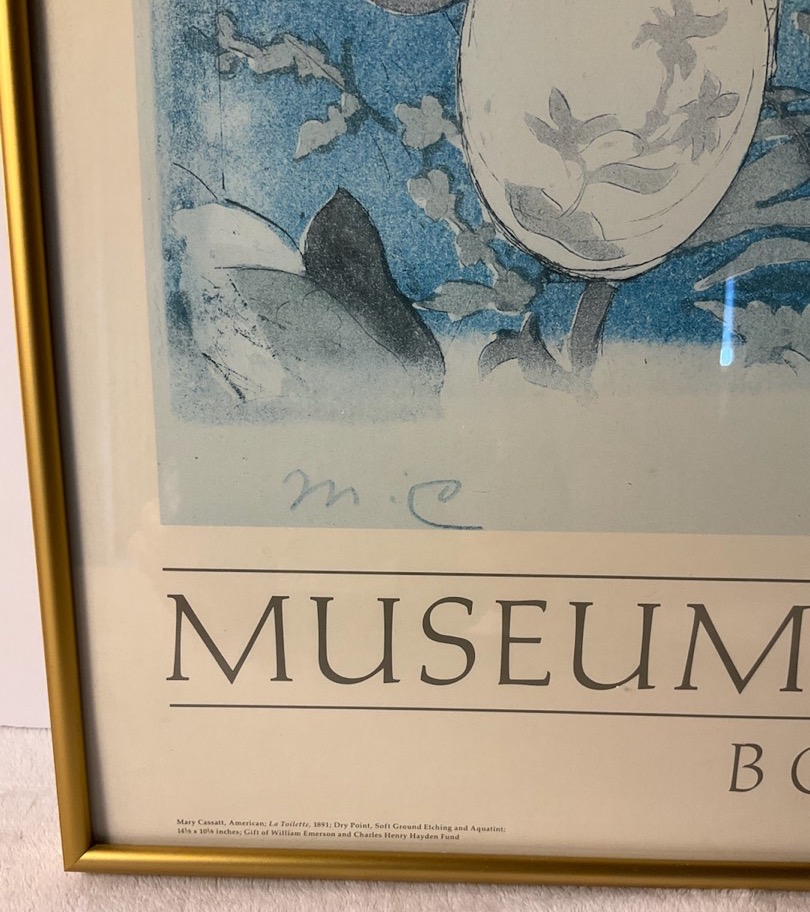 M.C
MUSEUM
BO
Mary Cassatt, American; La Toilette, 1891; Dry Point, Soft Ground Etching and Aquatint;
14⅜ x 10⅛ inches; Gift of William Emerson and Charles Henry Hayden Fund